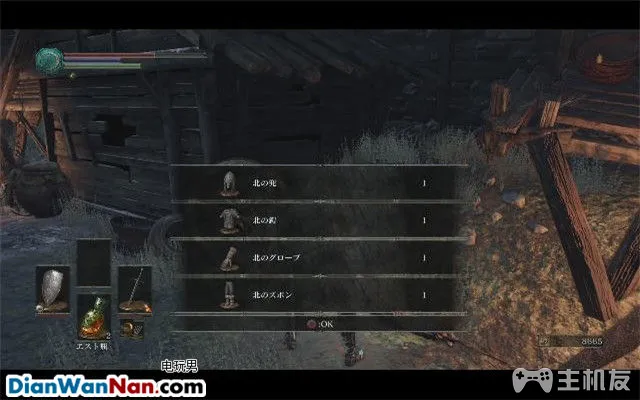 北の兜 1
北の鎧 1
北のグローブ 1
北のズボン 1
:OK
2
エスト瓶
8665
电玩男
DianWanNan.com
主机友